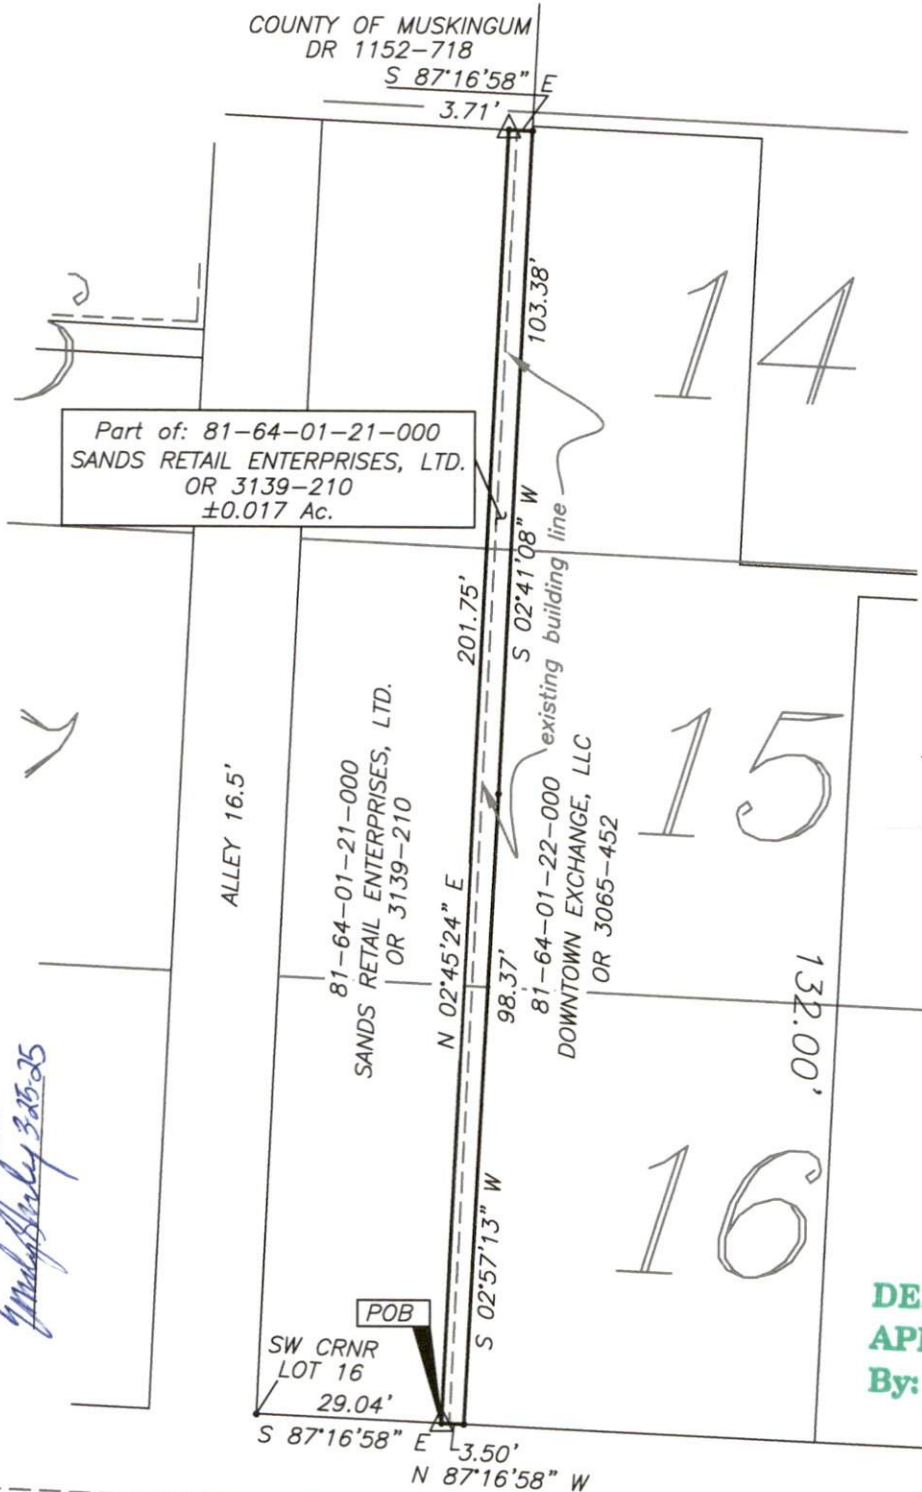 COUNTY OF MUSKINGUM
DR 1152-718
S 87°16'58" E
3.71'
103.38'
14
Part of: 81-64-01-21-000
SANDS RETAIL ENTERPRISES, LTD.
OR 3139-210
±0.017 Ac.
S 02°41'08" W
existing building line
201.75'
15
ALLEY 16.5'
81-64-01-21-000
SANDS RETAIL ENTERPRISES, LTD.
OR 3139-210
N 02°45'24" E
98.37'
81-64-01-22-000
DOWNTOWN EXCHANGE, LLC
OR 3065-452
132.00'
3-25-25
16
S 02°57'13" W
POB
SW CRNR
LOT 16
29.04'
S 87°16'58" E
3.50'
N 87°16'58" W
By: